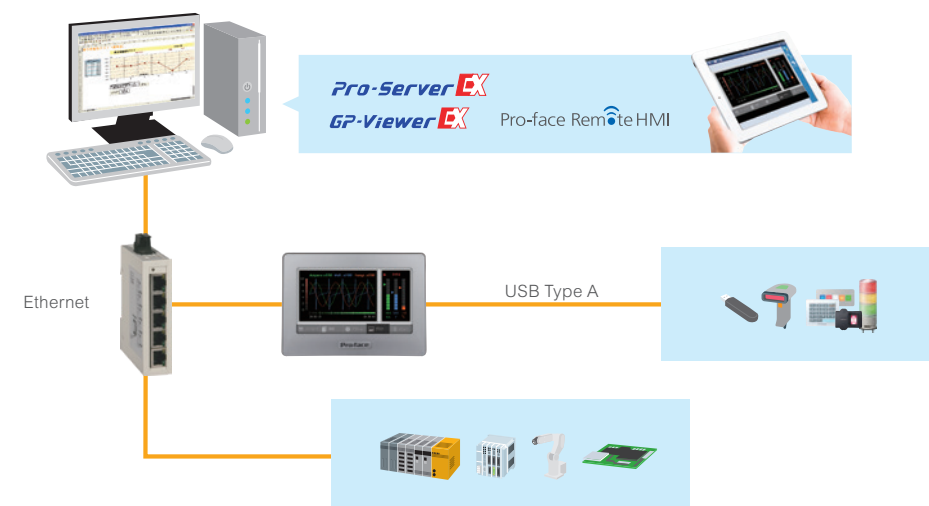 Pro-Server EX
GP-Viewer EX
Pro-face Remote HMI
Ethernet
USB Type A
Pro-face